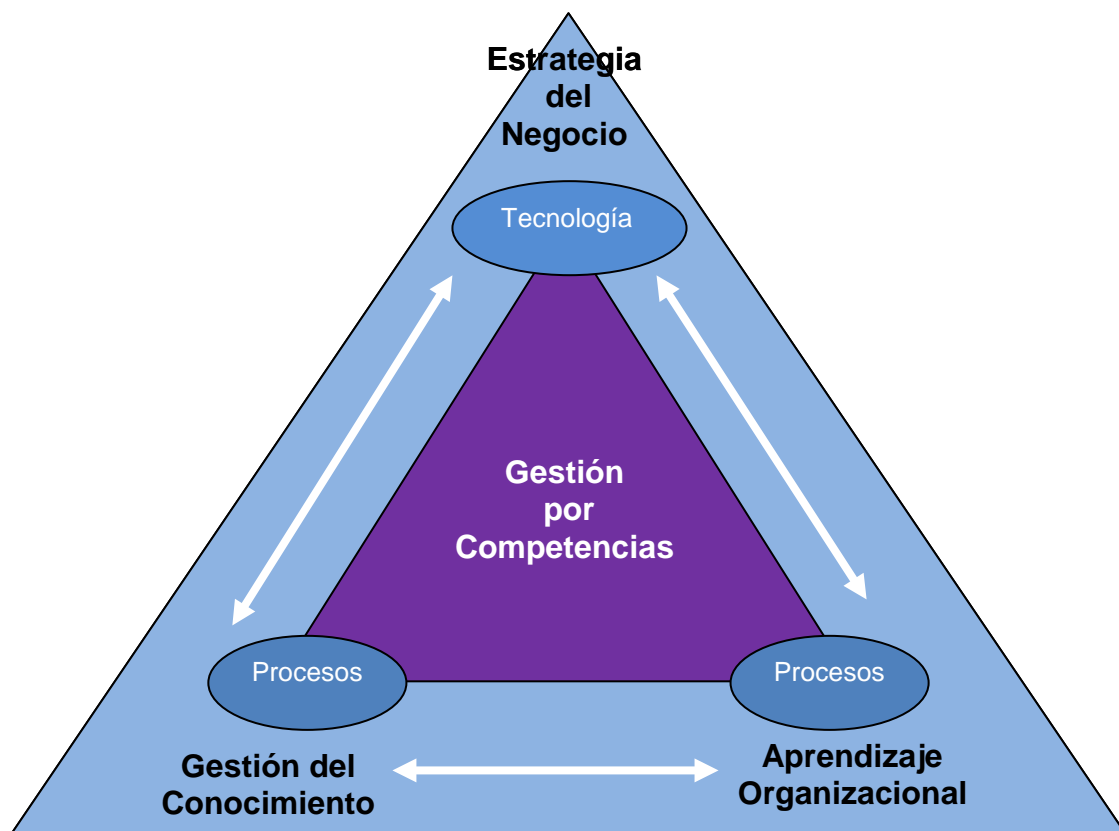 Estrategia
del
Negocio
Tecnología
Gestión
por
Competencias
Procesos
Procesos
Gestión del
Conocimiento
Aprendizaje
Organizacional